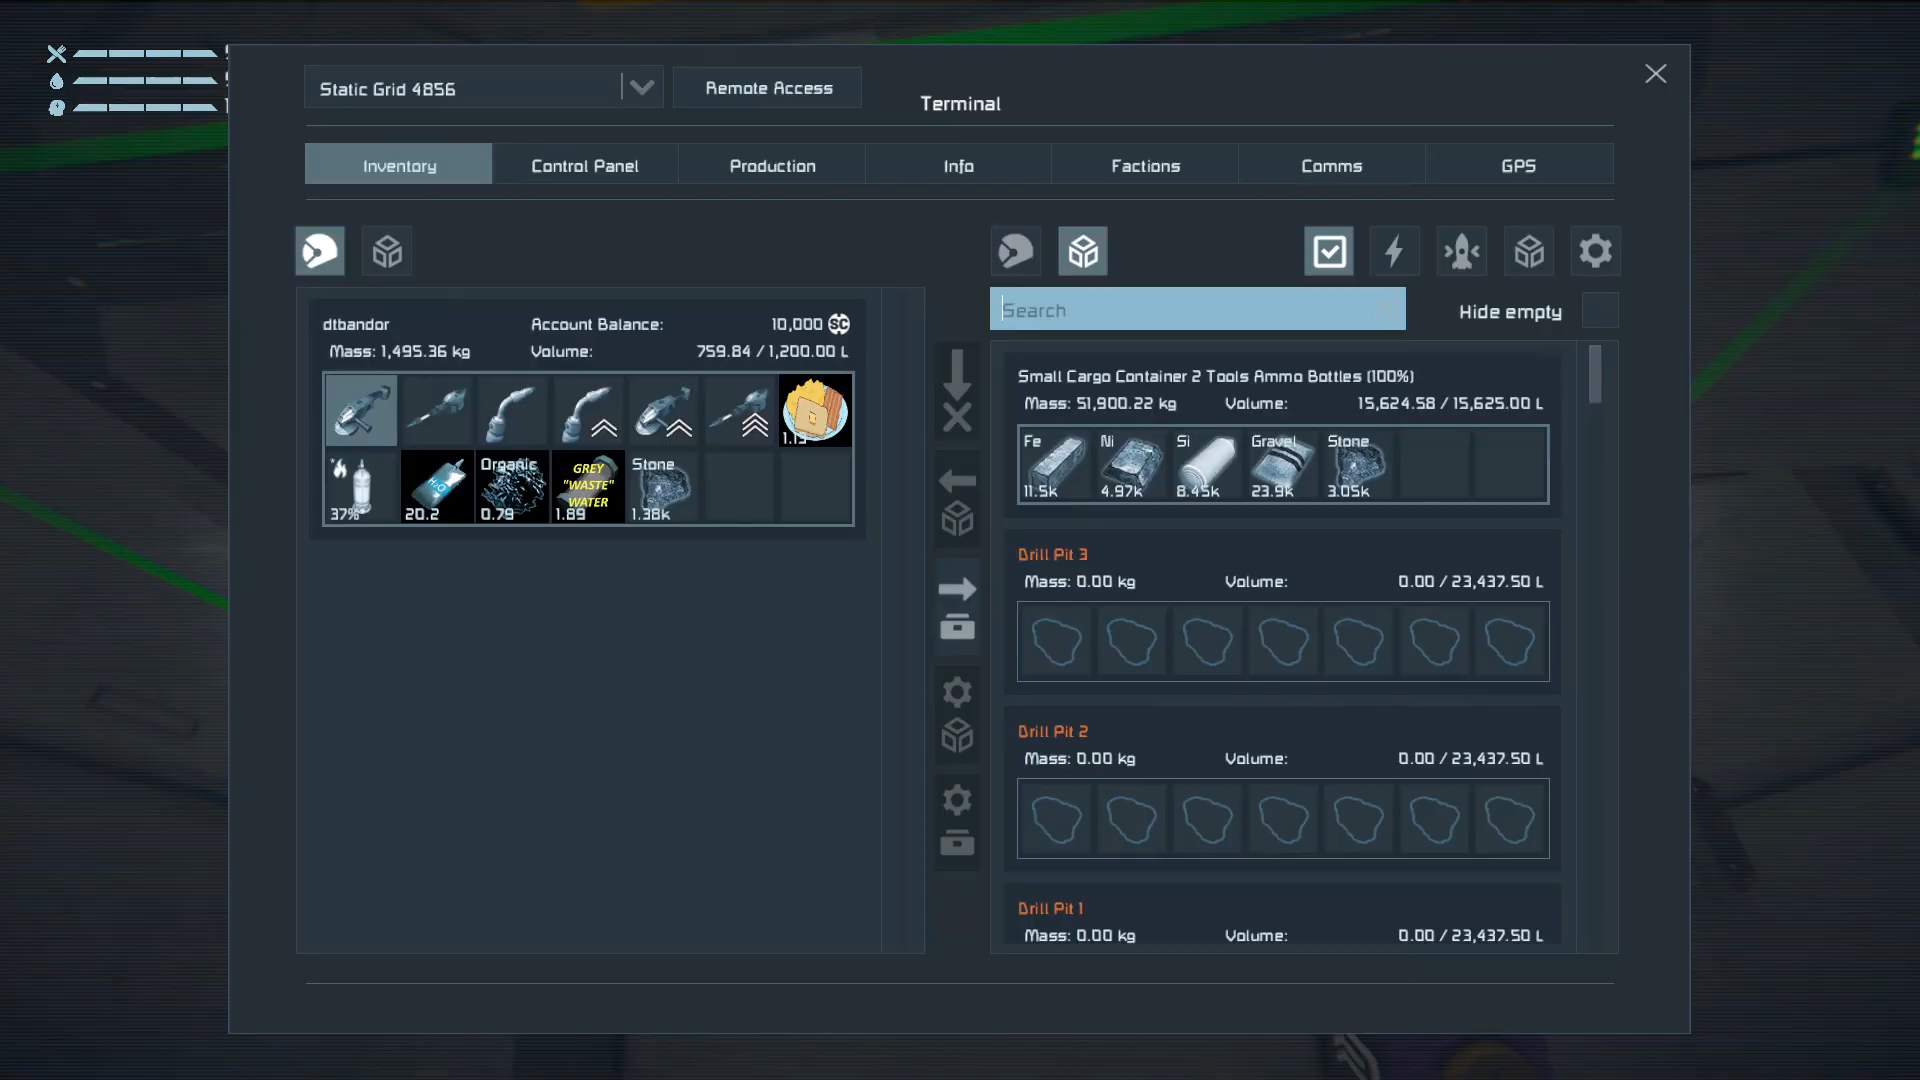 Static Grid 4856
Remote Access
Terminal
Inventory
Control Panel
Production
Info
Factions
Comms
GPS
Search
Hide empty
dtbandor
Account Balance:
10,000 SC
Mass: 1,495.36 kg
Volume:
759.84 / 1,200.00 L
1.13
37%
H2O
20.2
Organic
0.79
GREY
"WASTE"
WATER
1.89
Stone
1.38k
Small Cargo Container 2 Tools Ammo Bottles (100%)
Mass: 51,900.22 kg
Volume:
15,624.58 / 15,625.00 L
Fe
11.5k
Ni
4.97k
Si
8.45k
Gravel
23.9k
Stone
3.05k
Drill Pit 3
Mass: 0.00 kg
Volume:
0.00 / 23,437.50 L
Drill Pit 2
Mass: 0.00 kg
Volume:
0.00 / 23,437.50 L
Drill Pit 1
Mass: 0.00 kg
Volume:
0.00 / 23,437.50 L